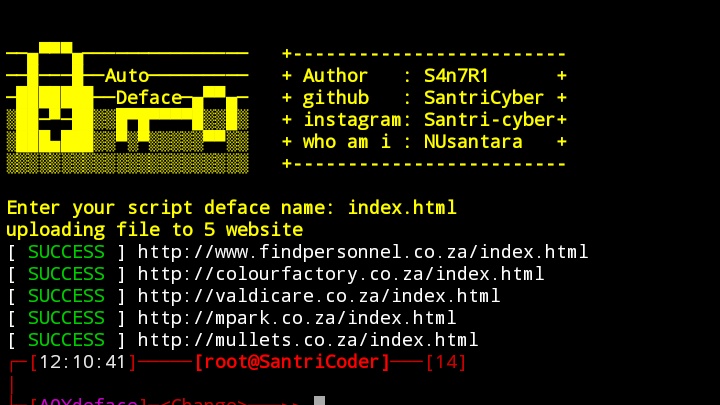 Auto
Deface
+-------------------------+
+ Author   : S4n7R1      +
+ github   : SantriCyber +
+ instagram: Santri-cyber+
+ who am i : NUsantara   +
+-------------------------+
Enter your script deface name: index.html
uploading file to 5 website
[ SUCCESS ] http://www.findpersonnel.co.za/index.html
[ SUCCESS ] http://colourfactory.co.za/index.html
[ SUCCESS ] http://valdicare.co.za/index.html
[ SUCCESS ] http://mpark.co.za/index.html
[ SUCCESS ] http://mullets.co.za/index.html
[12:10:41]────[root@SantriCoder]───[14]